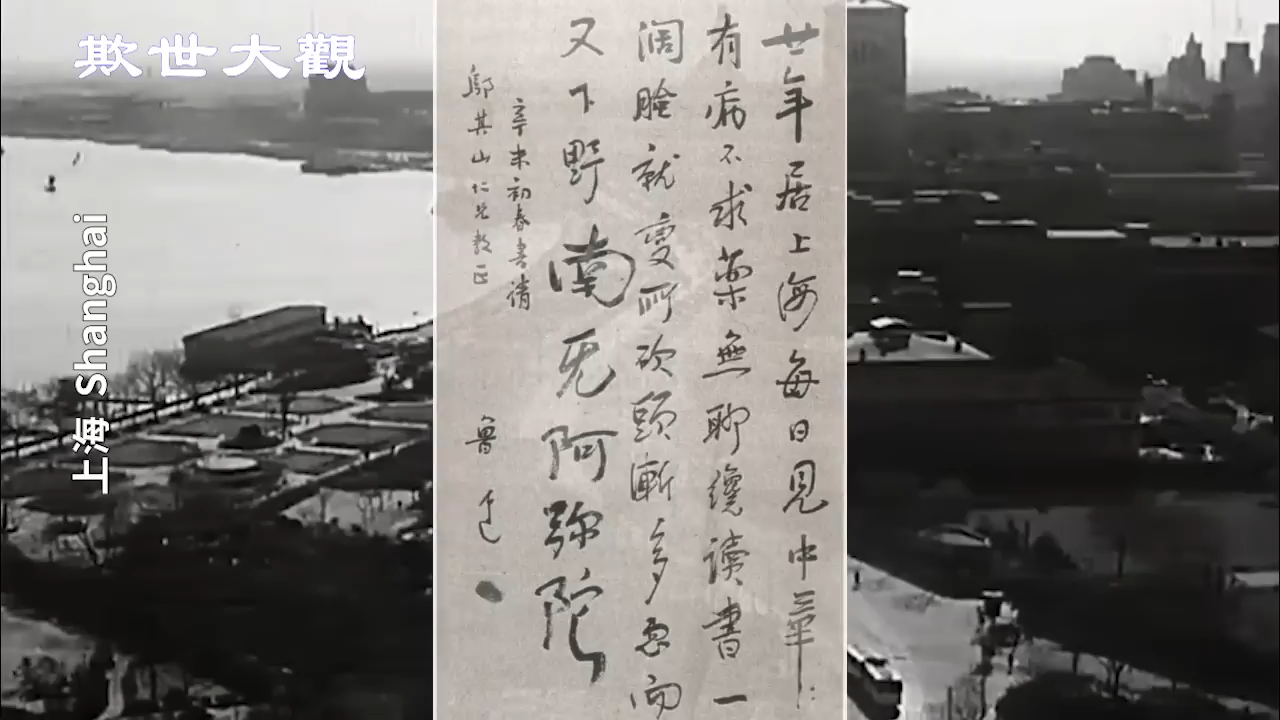 欺世大觀
上海 Shanghai
廿年居上海每日見中華:
有病不求藥無聊纔讀書一
闊臉就變所砍頭漸多忽而
又下野南无阿弥陀
辛未初春書請
鄔其山仁兄教正
魯迅